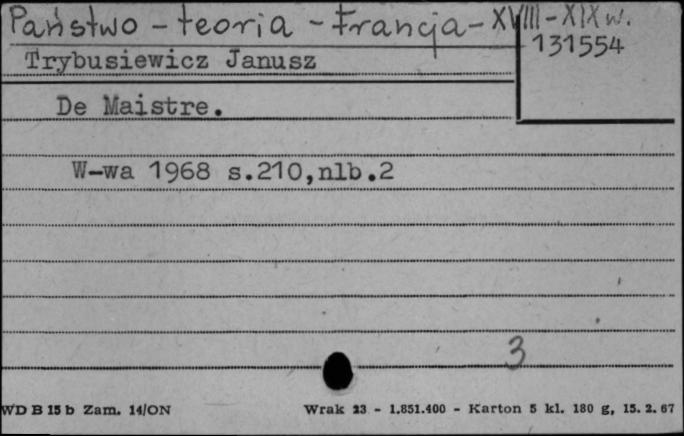 Państwo - teoria - Francja - XVIII - XIX w.
131554
Trybusiewicz Janusz
De Maistre.
W-wa 1968 s.210,nlb.2
3
WD B 15 b Zam. 14/ON Wrak 23 - 1.851.400 - Karton 5 kl. 180 g, 15. 2. 67